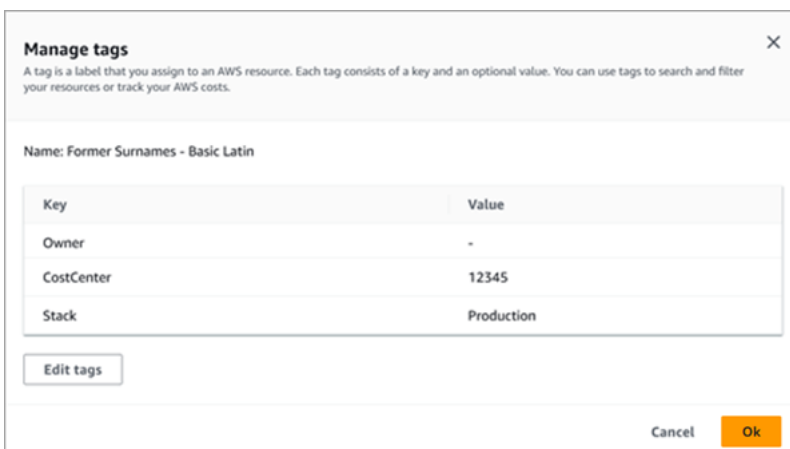 Manage tags
A tag is a label that you assign to an AWS resource. Each tag consists of a key and an optional value. You can use tags to search and filter
your resources or track your AWS costs.
Name: Former Surnames - Basic Latin
Key Value
Owner -
CostCenter 12345
Stack Production
Edit tags
Cancel Ok